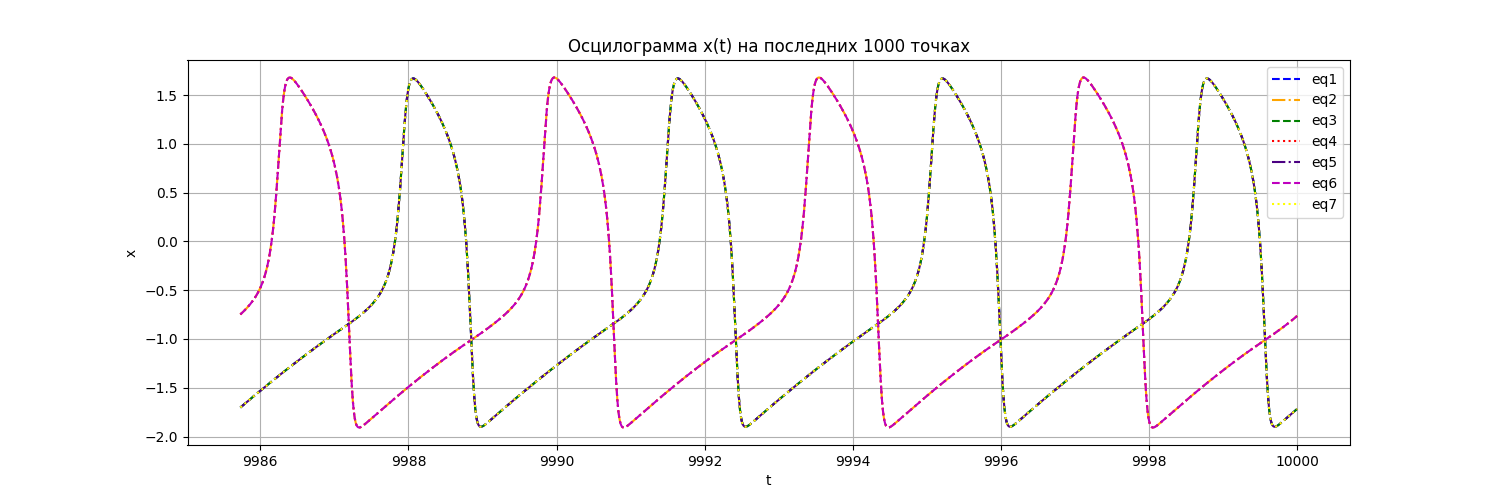 Осцилограмма x(t) на последних 1000 точках
eq1
eq2
eq3
eq4
eq5
eq6
eq7
1.5
1.0
0.5
0.0
−0.5
−1.0
−1.5
−2.0
x
9986 9988 9990 9992 9994 9996 9998 10000
t